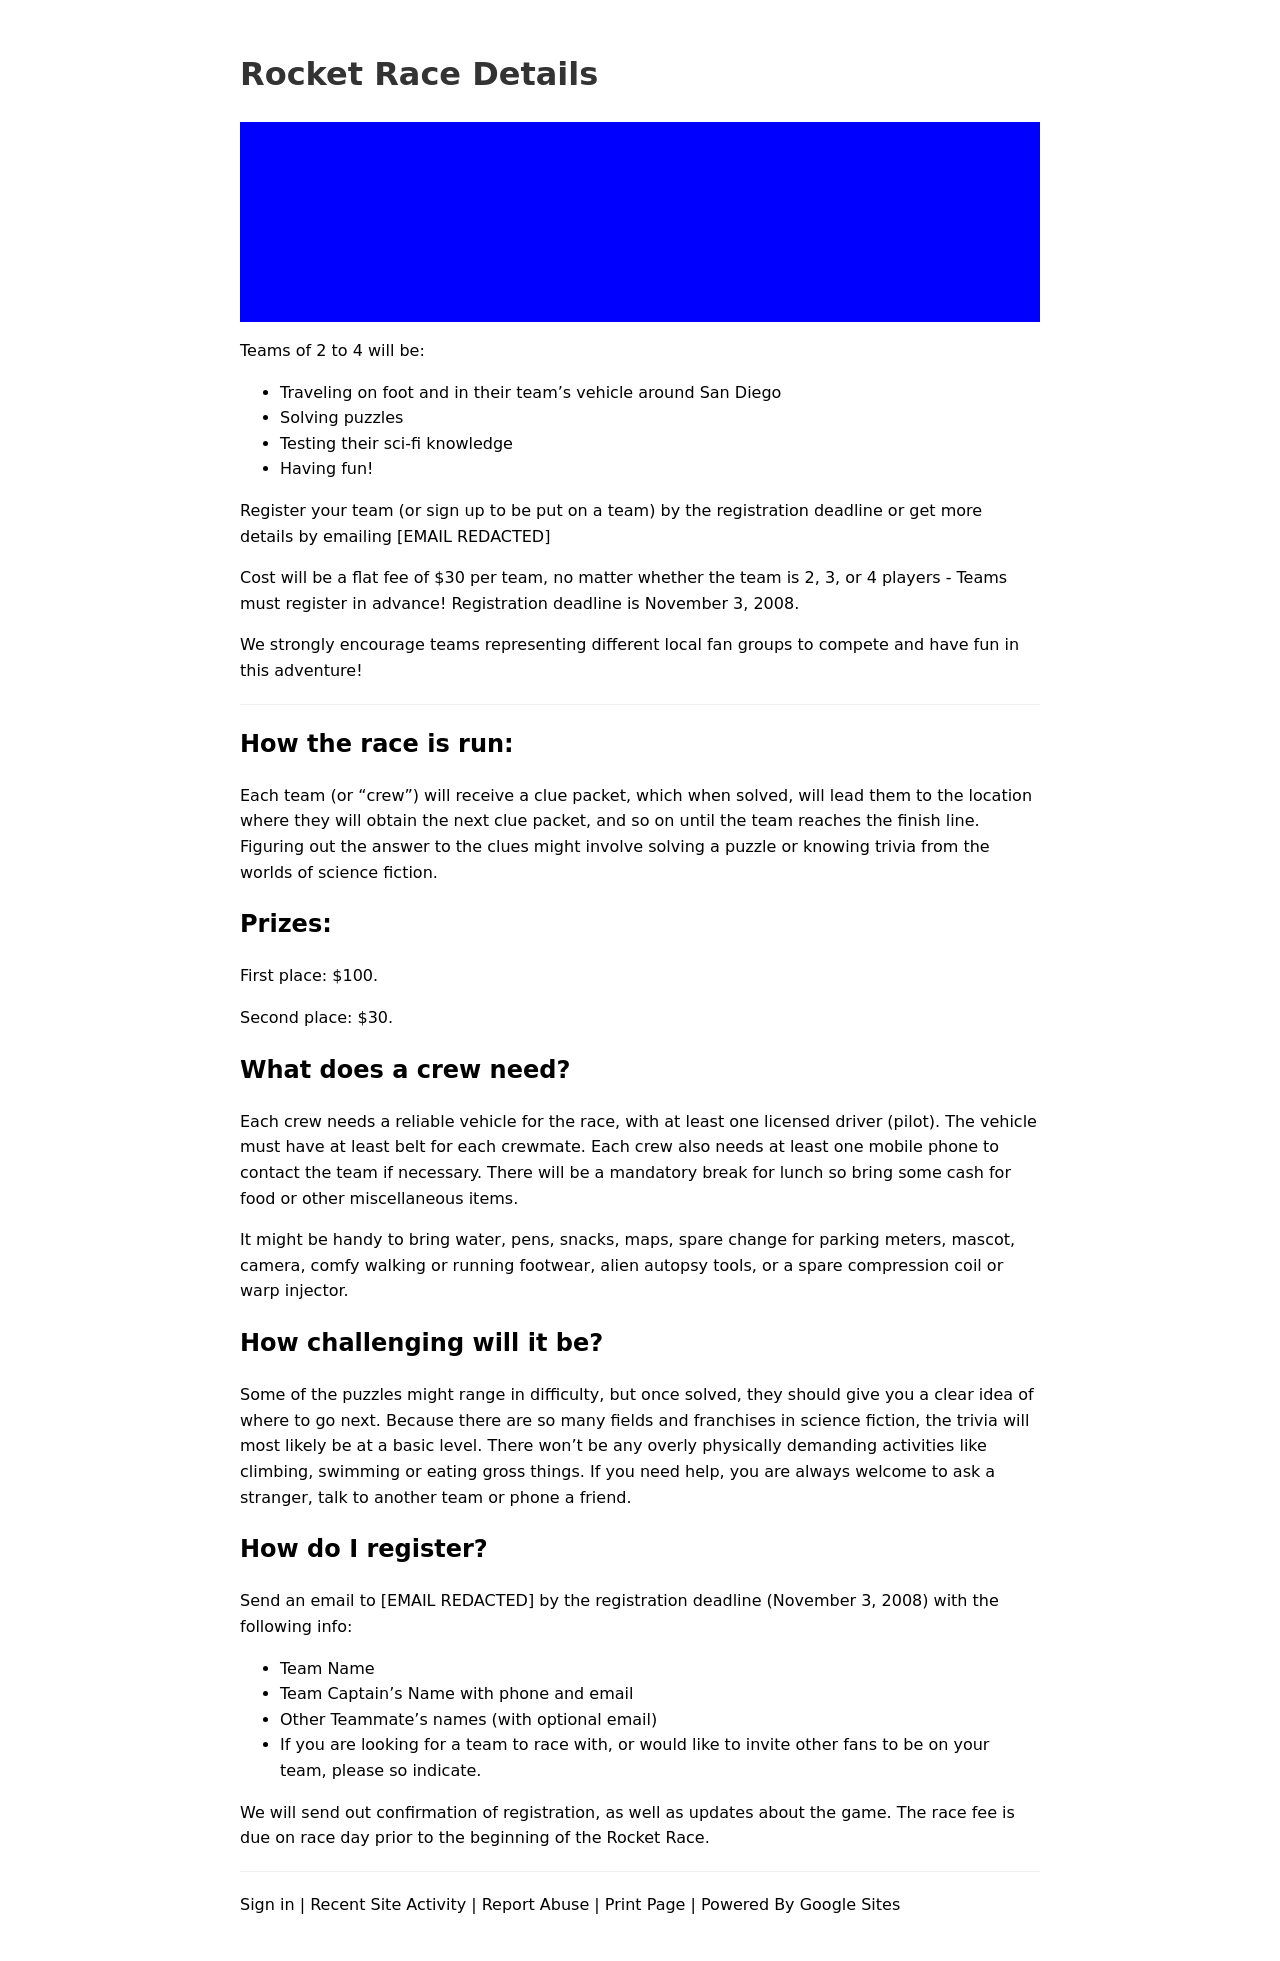 Rocket Race Details
Teams of 2 to 4 will be:
• Traveling on foot and in their team’s vehicle around San Diego
• Solving puzzles
• Testing their sci-fi knowledge
• Having fun!
Register your team (or sign up to be put on a team) by the registration deadline or get more
details by emailing [EMAIL REDACTED]
Cost will be a flat fee of $30 per team, no matter whether the team is 2, 3, or 4 players - Teams
must register in advance! Registration deadline is November 3, 2008.
We strongly encourage teams representing different local fan groups to compete and have fun in
this adventure!
How the race is run:
Each team (or “crew”) will receive a clue packet, which when solved, will lead them to the location
where they will obtain the next clue packet, and so on until the team reaches the finish line.
Figuring out the answer to the clues might involve solving a puzzle or knowing trivia from the
worlds of science fiction.
Prizes:
First place: $100.
Second place: $30.
What does a crew need?
Each crew needs a reliable vehicle for the race, with at least one licensed driver (pilot). The vehicle
must have at least belt for each crewmate. Each crew also needs at least one mobile phone to
contact the team if necessary. There will be a mandatory break for lunch so bring some cash for
food or other miscellaneous items.
It might be handy to bring water, pens, snacks, maps, spare change for parking meters, mascot,
camera, comfy walking or running footwear, alien autopsy tools, or a spare compression coil or
warp injector.
How challenging will it be?
Some of the puzzles might range in difficulty, but once solved, they should give you a clear idea of
where to go next. Because there are so many fields and franchises in science fiction, the trivia will
most likely be at a basic level. There won’t be any overly physically demanding activities like
climbing, swimming or eating gross things. If you need help, you are always welcome to ask a
stranger, talk to another team or phone a friend.
How do I register?
Send an email to [EMAIL REDACTED] by the registration deadline (November 3, 2008) with the
following info:
• Team Name
• Team Captain’s Name with phone and email
• Other Teammate’s names (with optional email)
• If you are looking for a team to race with, or would like to invite other fans to be on your
team, please so indicate.
We will send out confirmation of registration, as well as updates about the game. The race fee is
due on race day prior to the beginning of the Rocket Race.
Sign in | Recent Site Activity | Report Abuse | Print Page | Powered By Google Sites